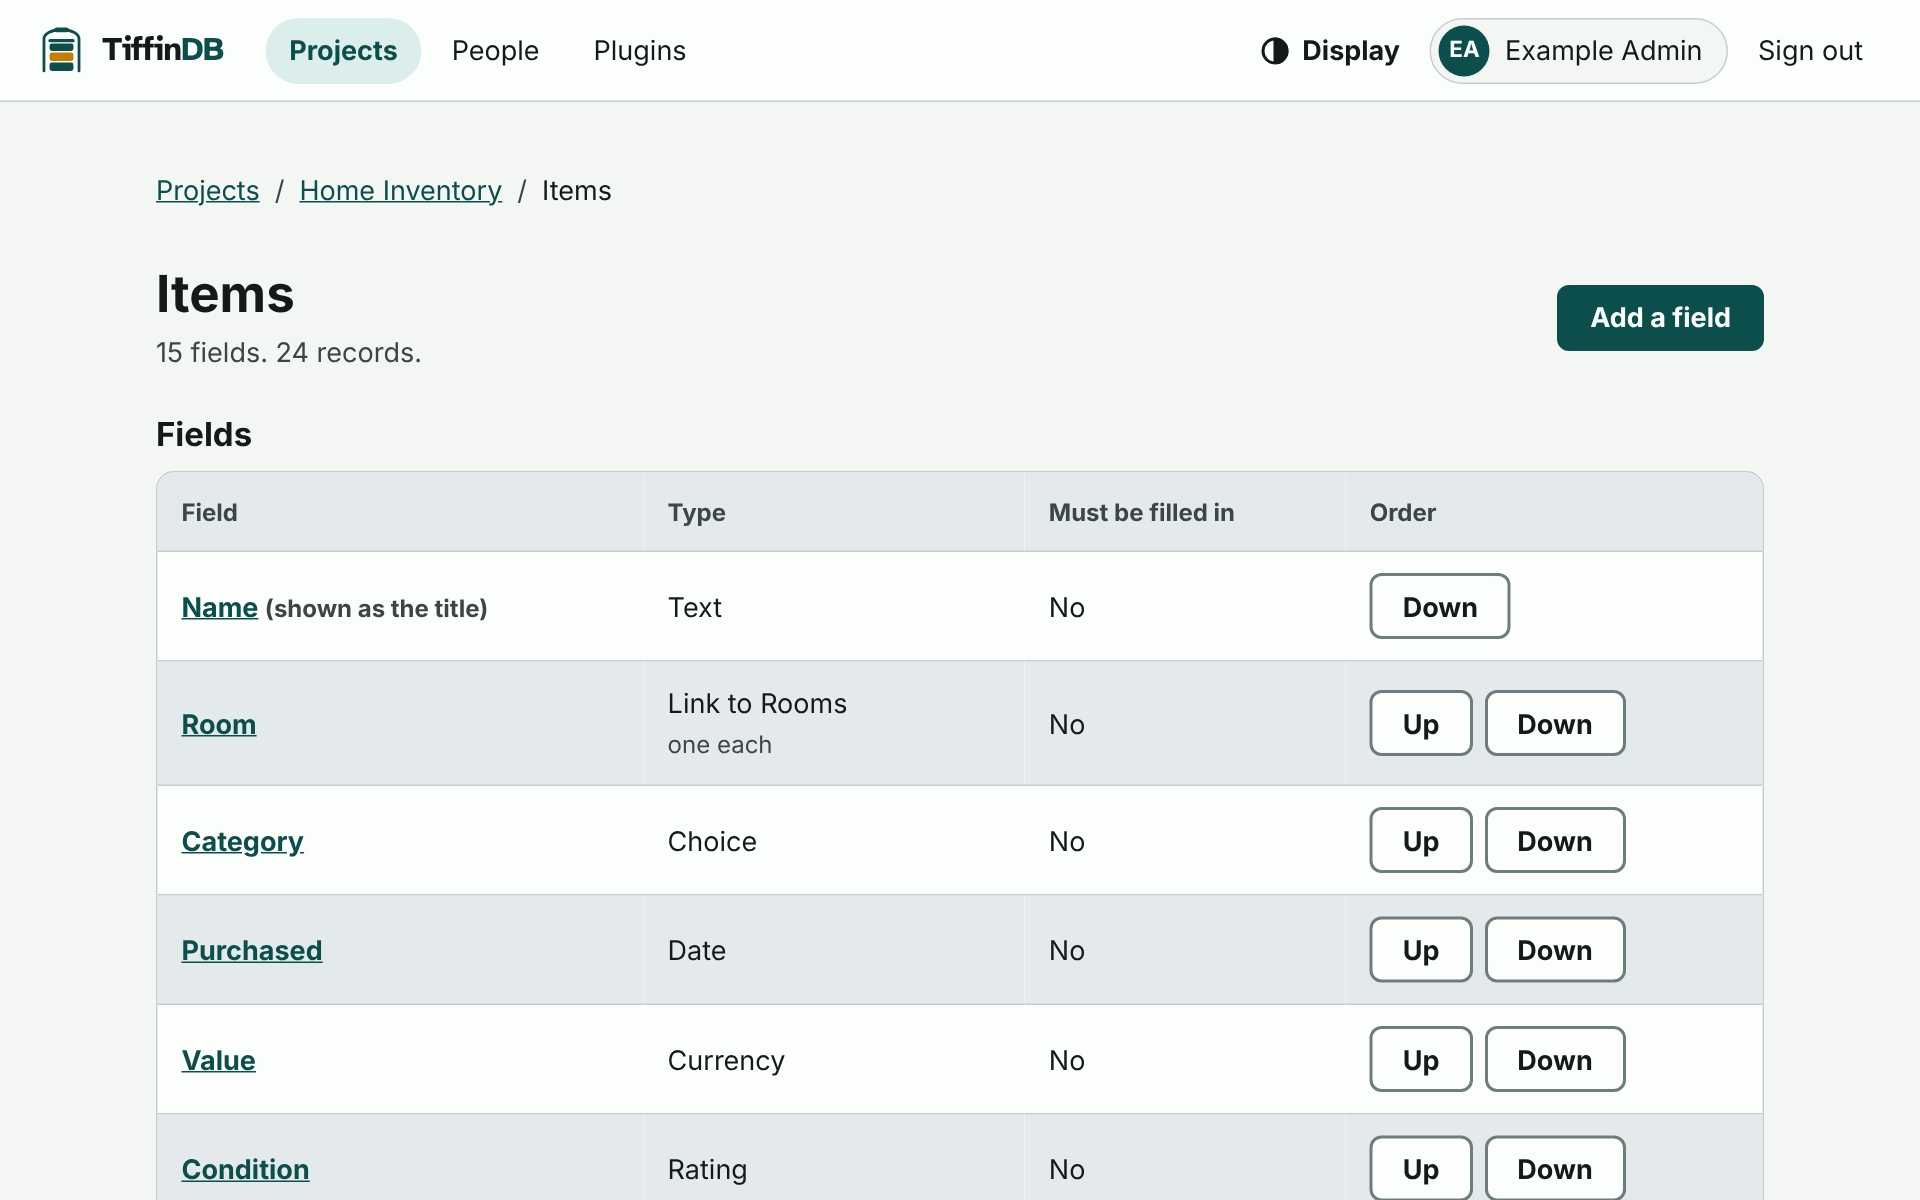 TiffinDB
Projects
People
Plugins
Display
EA
Example Admin
Sign out
Projects / Home Inventory / Items
Items
15 fields. 24 records.
Add a field
Fields
Field Type Must be filled in Order
Name (shown as the title) Text No Down
Room Link to Rooms one each No Up Down
Category Choice No Up Down
Purchased Date No Up Down
Value Currency No Up Down
Condition Rating No Up Down